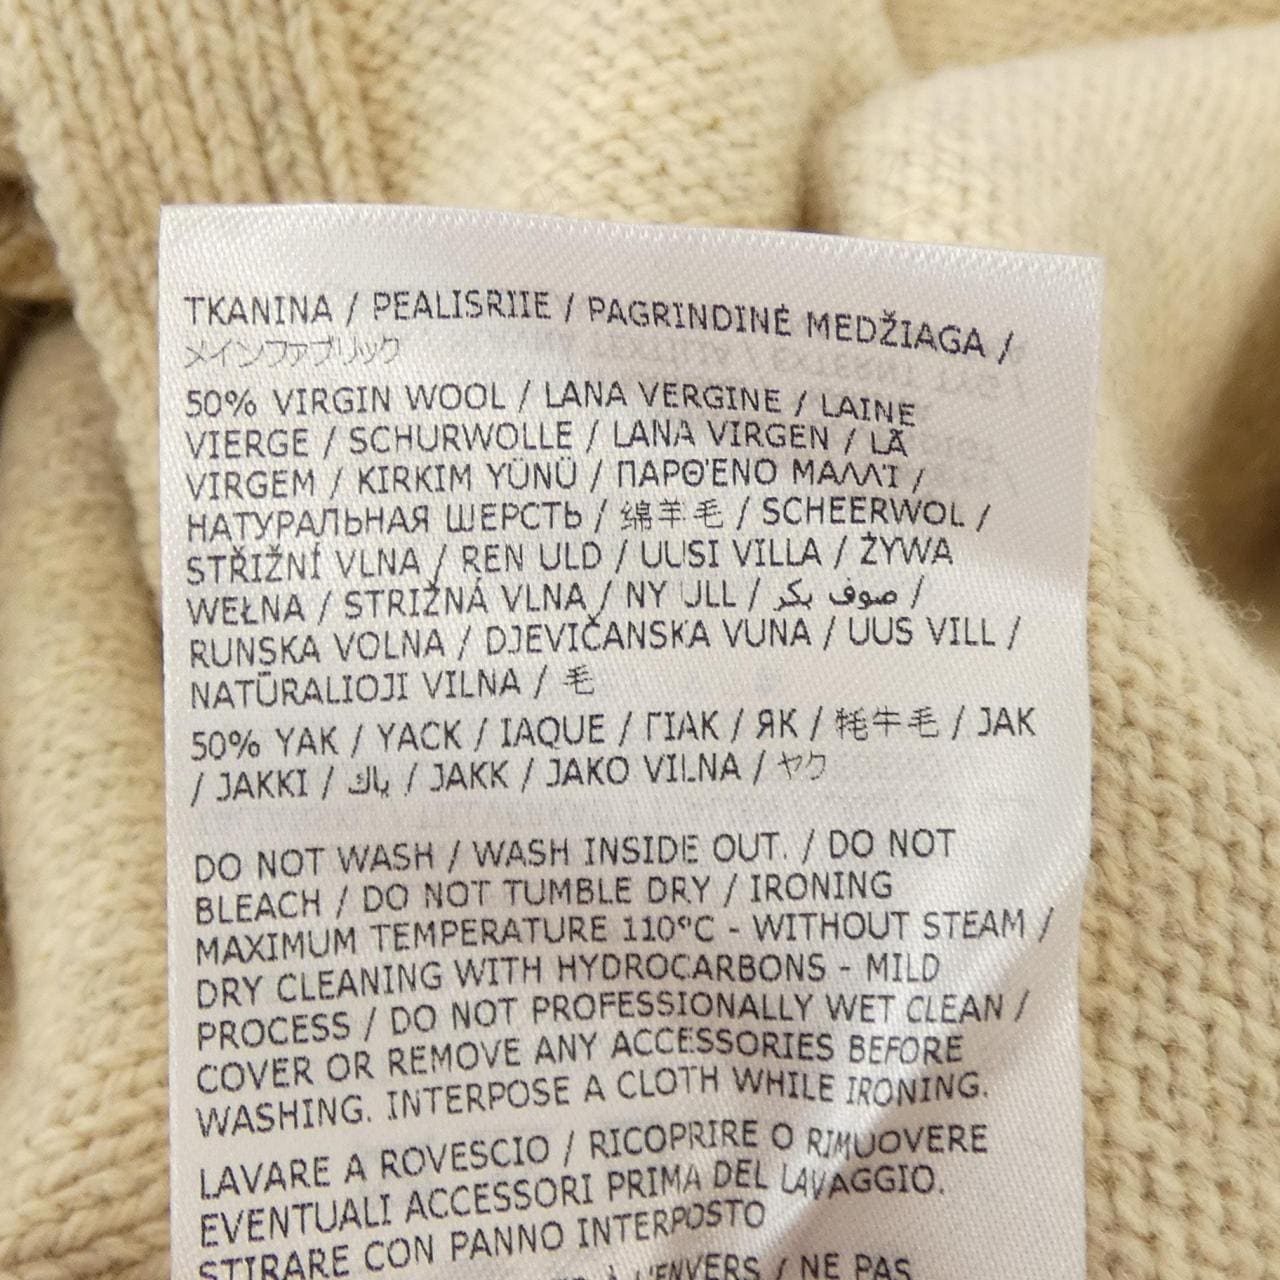 TKANINA / PEALISRIIE / PAGRINDINĖ MEDŽIAGA /
メインファブリック
50% VIRGIN WOOL / LANA VERGINE / LAINE
VIERGE / SCHURWOLLE / LANA VIRGEN / LÃ
VIRGEM / KIRKIM YÜNÜ / ΠΑΡΘΈΝΟ ΜΑΛΛΊ /
НАТУРАЛЬНАЯ ШЕРСТЬ / 绵羊毛 / SCHEERWOL /
STŘIŽNÍ VLNA / REN ULD / UUSI VILLA / ŻYWA
WEŁNA / STRIŽNÁ VLNA / NY ULL / صوف بكر /
RUNSKA VOLNA / DJEVIČANSKA VUNA / UUS VILL /
NATŪRALIOJI VILNA / 毛
50% YAK / YACK / IAQUE / ΓΙΑΚ / ЯК / 牦牛毛 / JAK
/ JAKKI / ياك / JAKK / JAKO VILNA / ヤク
DO NOT WASH / WASH INSIDE OUT. / DO NOT
BLEACH / DO NOT TUMBLE DRY / IRONING
MAXIMUM TEMPERATURE 110°C - WITHOUT STEAM /
DRY CLEANING WITH HYDROCARBONS - MILD
PROCESS / DO NOT PROFESSIONALLY WET CLEAN /
COVER OR REMOVE ANY ACCESSORIES BEFORE
WASHING. INTERPOSE A CLOTH WHILE IRONING.
LAVARE A ROVESCIO / RICOPRIRE O RIMUOVERE
EVENTUALI ACCESSORI PRIMA DEL LAVAGGIO.
STIRARE CON PANNO INTERPOSTO
À L'ENVERS / NE PAS